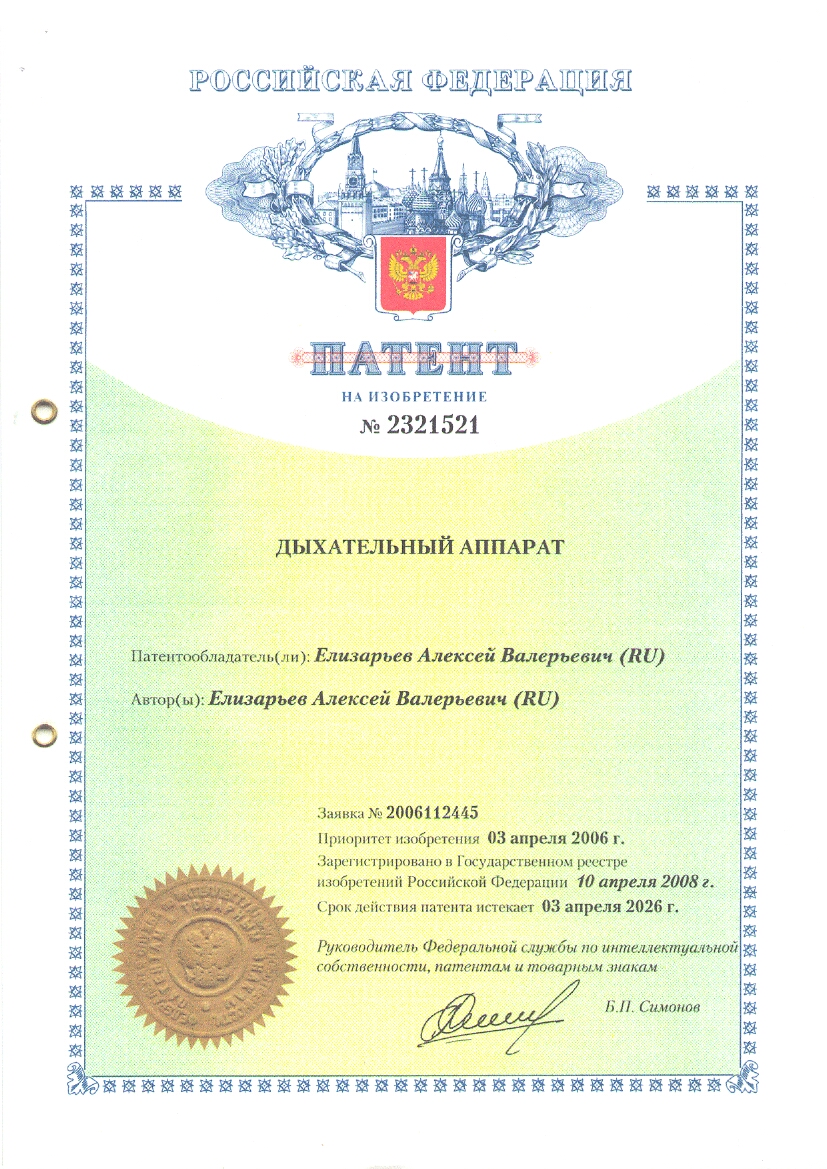 РОССИЙСКАЯ ФЕДЕРАЦИЯ
ПАТЕНТ
НА ИЗОБРЕТЕНИЕ
№ 2321521
ДЫХАТЕЛЬНЫЙ АППАРАТ
Патентообладатель(ли): Елизарьев Алексей Валерьевич (RU)
Автор(ы): Елизарьев Алексей Валерьевич (RU)
Заявка № 2006112445
Приоритет изобретения 03 апреля 2006 г.
Зарегистрировано в Государственном реестре
изобретений Российской Федерации 10 апреля 2008 г.
Срок действия патента истекает 03 апреля 2026 г.
Руководитель Федеральной службы по интеллектуальной
собственности, патентам и товарным знакам
Б.П. Симонов